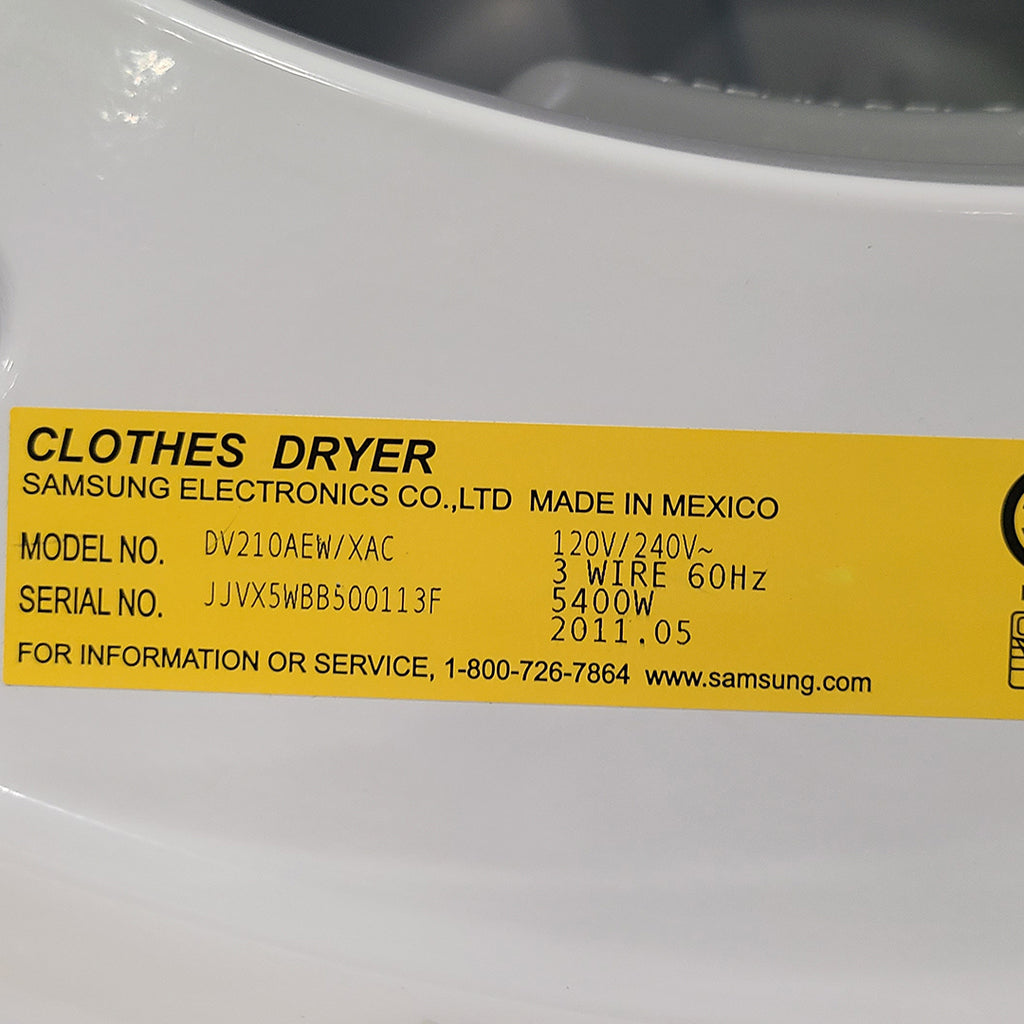 CLOTHES DRYER
SAMSUNG ELECTRONICS CO.,LTD MADE IN MEXICO
MODEL NO. DV210AEW/XAC 120V/240V~
3 WIRE 60Hz
SERIAL NO. JJVX5WBB500113F 5400W
2011.05
FOR INFORMATION OR SERVICE, 1-800-726-7864 www.samsung.com